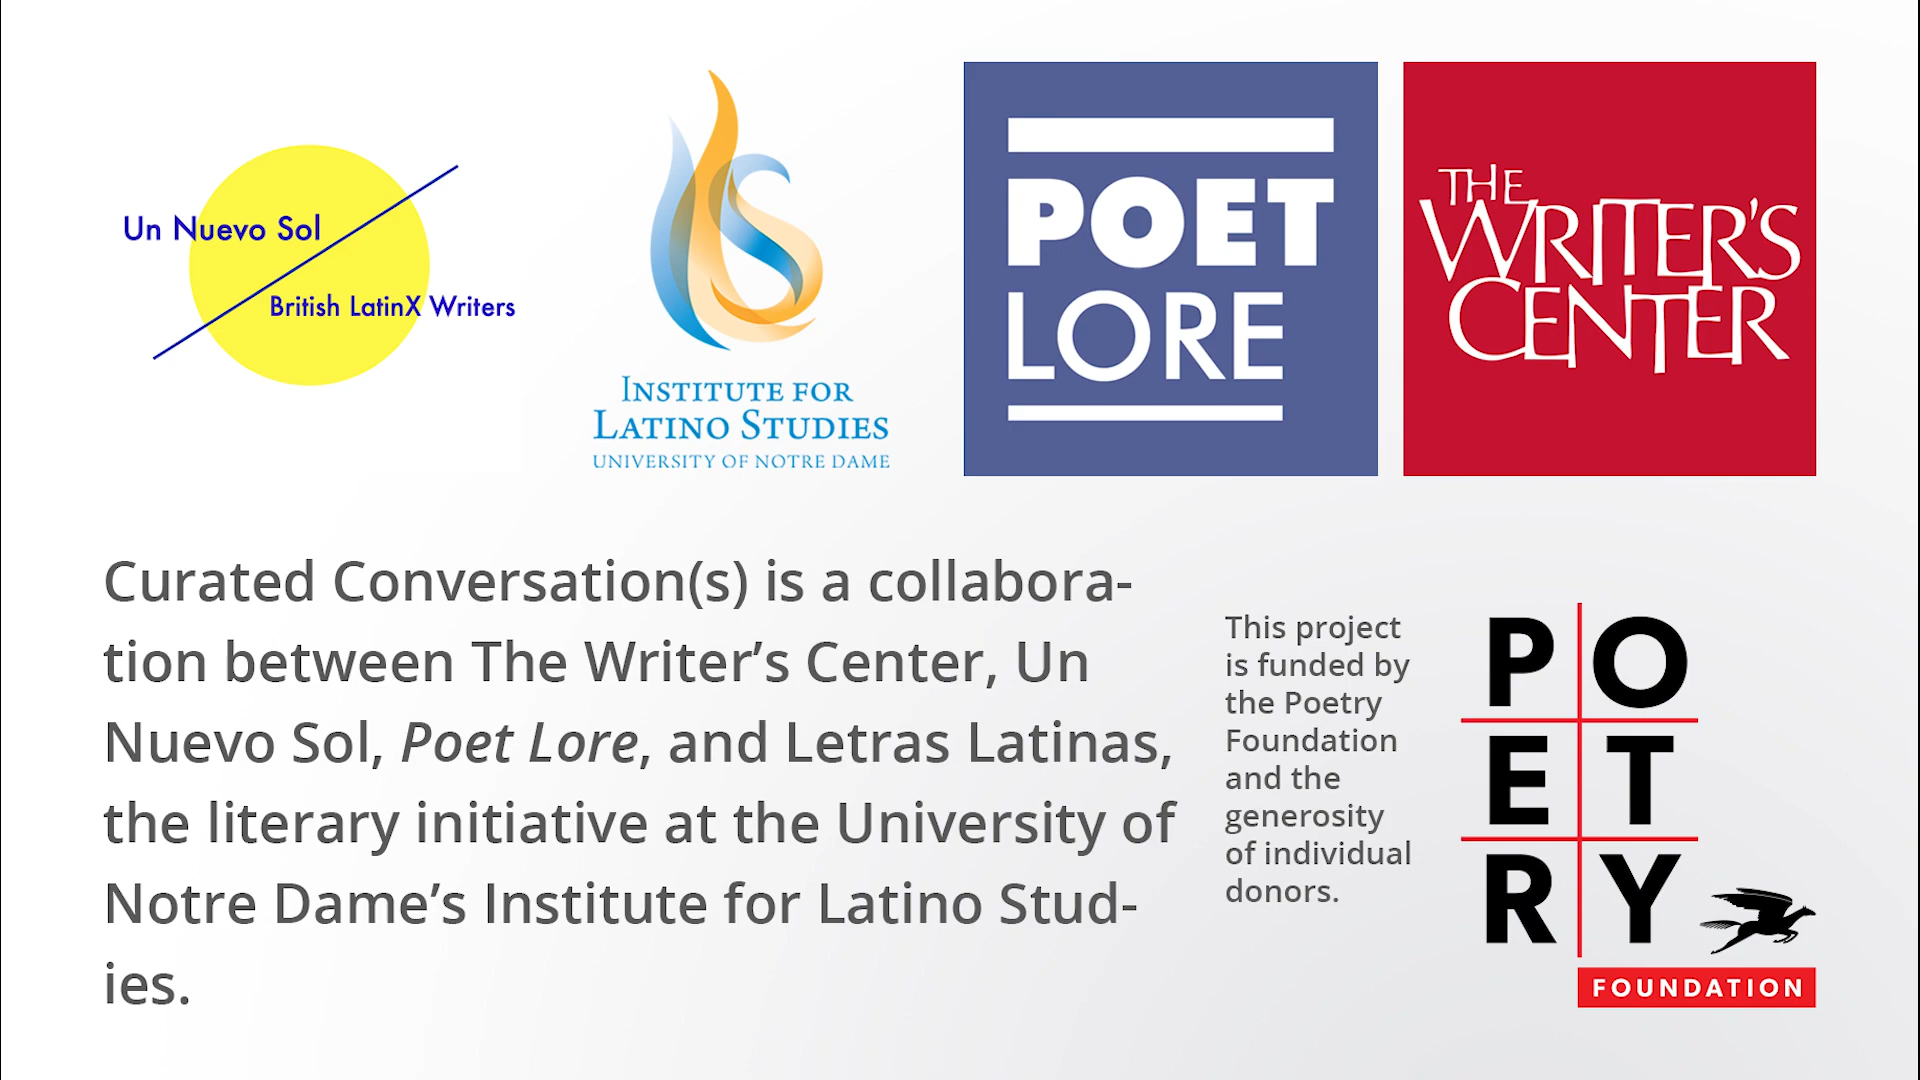 Un Nuevo Sol
British LatinX Writers
INSTITUTE FOR
LATINO STUDIES
UNIVERSITY OF NOTRE DAME
POET
LORE
THE
WRITER'S
CENTER
Curated Conversation(s) is a collabora-
tion between The Writer’s Center, Un
Nuevo Sol, Poet Lore, and Letras Latinas,
the literary initiative at the University of
Notre Dame’s Institute for Latino Stud-
ies.
This project
is funded by
the Poetry
Foundation
and the
generosity
of individual
donors.
PO
ET
RY
FOUNDATION